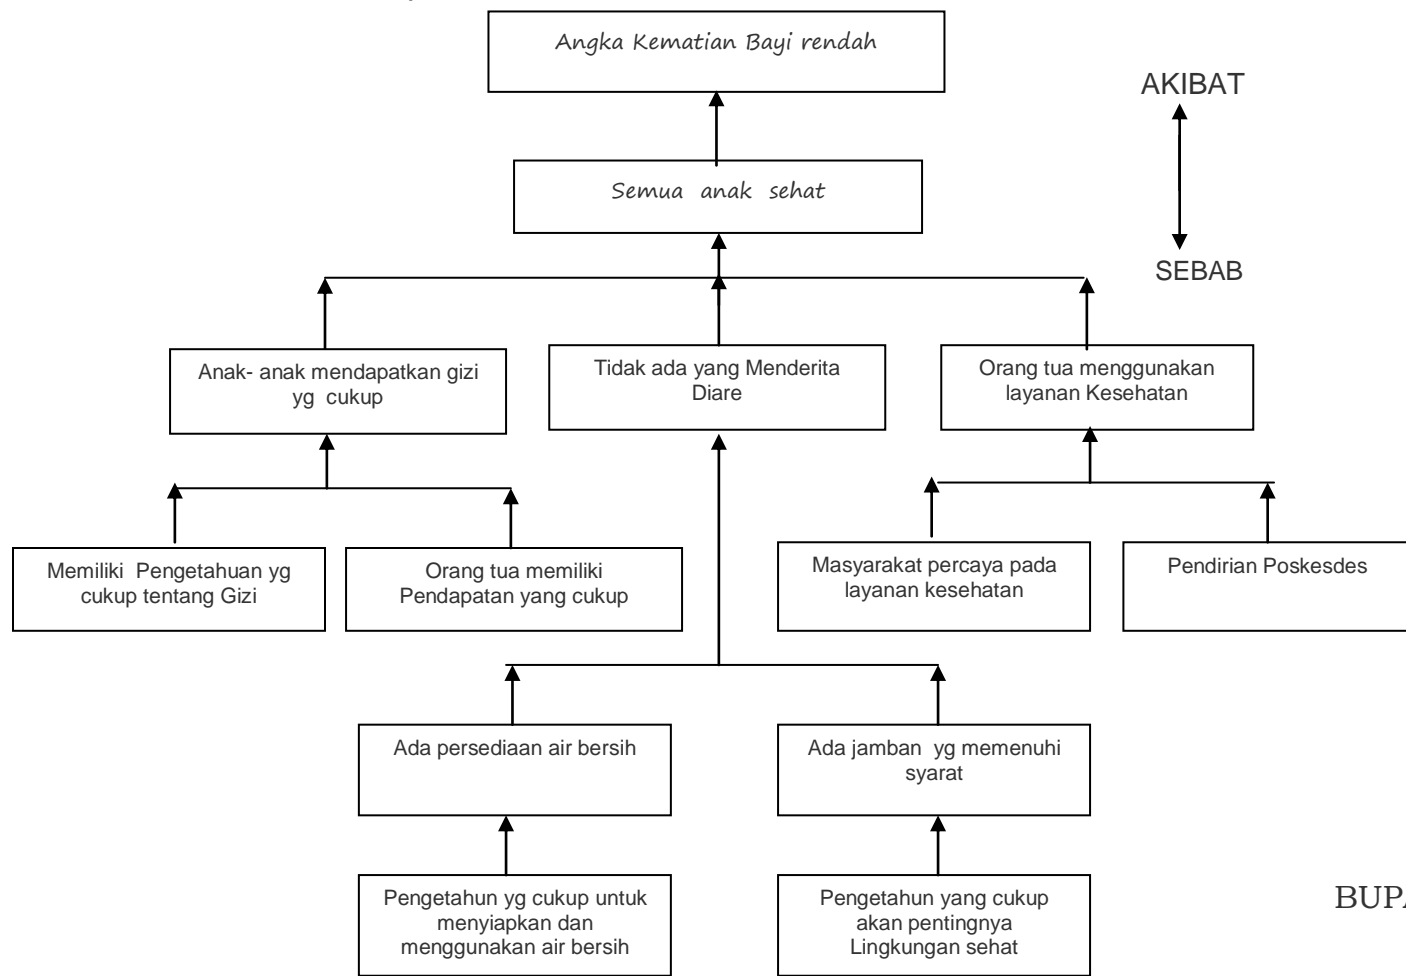 Angka Kematian Bayi rendah
AKIBAT
Semua anak sehat
SEBAB
Anak- anak mendapatkan gizi
yg cukup
Tidak ada yang Menderita
Diare
Orang tua menggunakan
layanan Kesehatan
Memiliki Pengetahuan yg
cukup tentang Gizi
Orang tua memiliki
Pendapatan yang cukup
Masyarakat percaya pada
layanan kesehatan
Pendirian Poskesdes
Ada persediaan air bersih
Ada jamban yg memenuhi
syarat
Pengetahun yg cukup untuk
menyiapkan dan
menggunakan air bersih
Pengetahun yang cukup
akan pentingnya
Lingkungan sehat